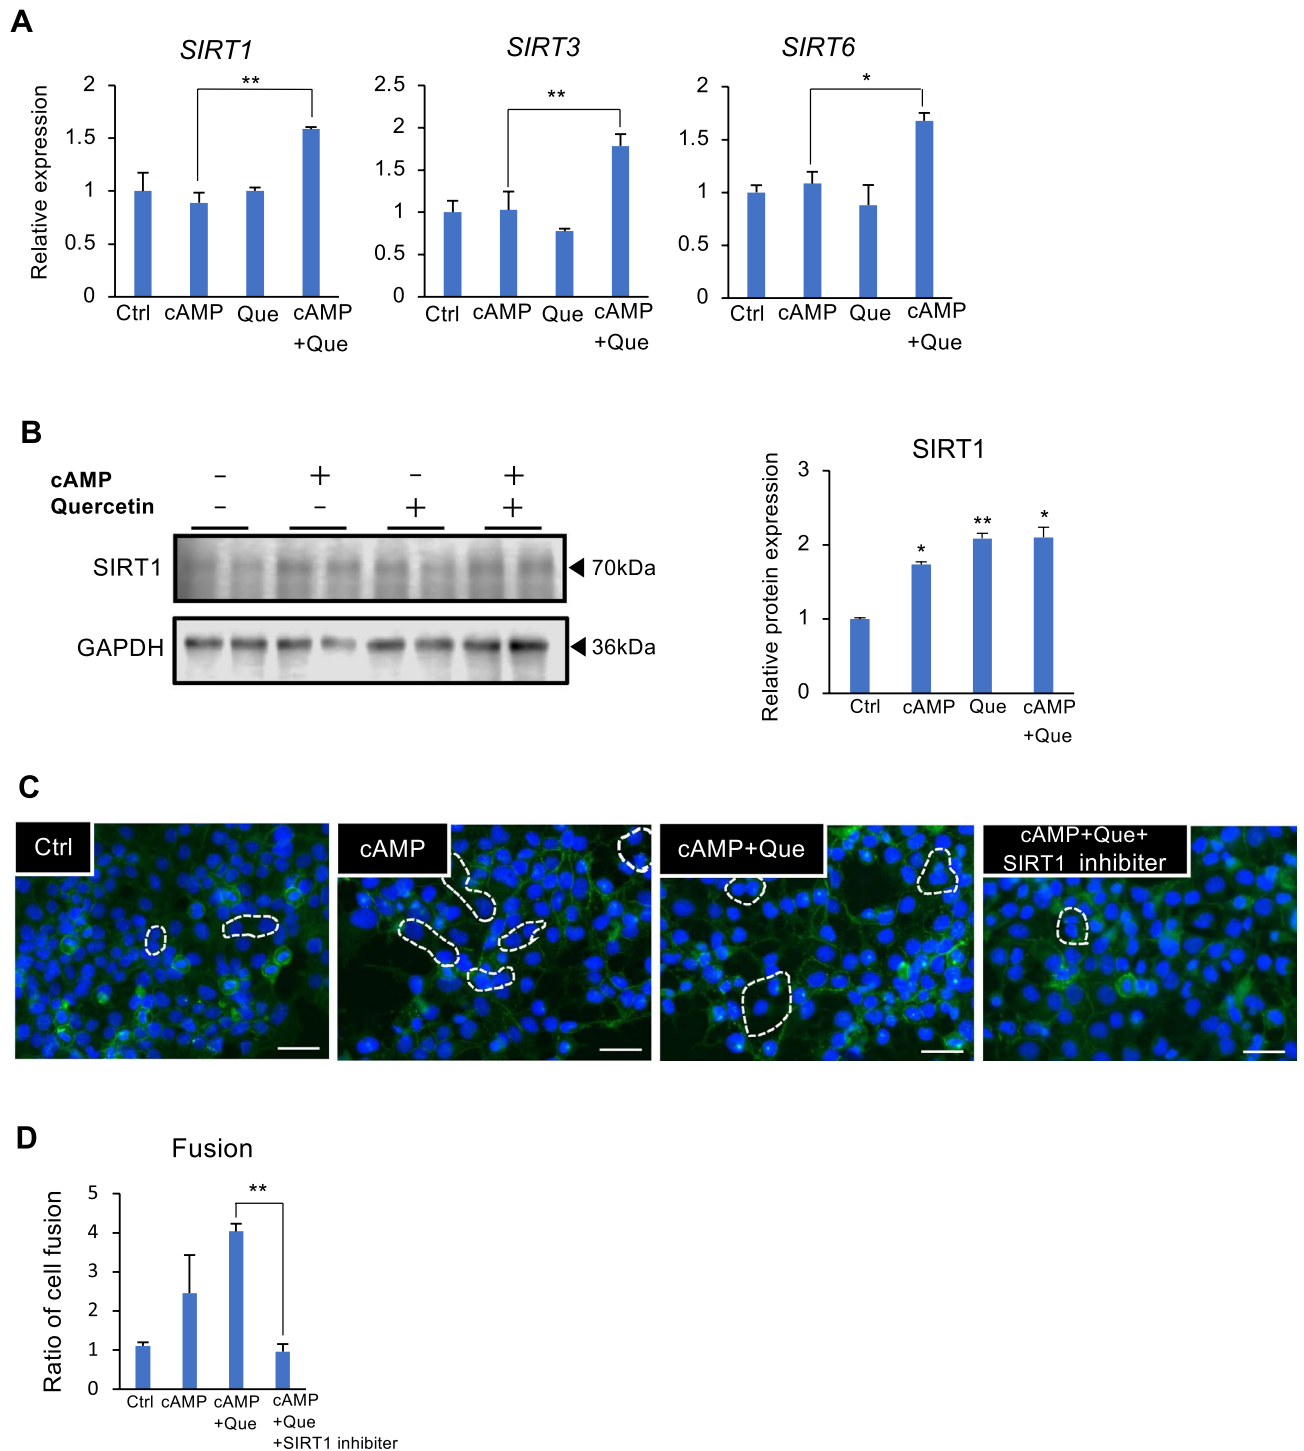 A
SIRT1
SIRT3
SIRT6
Relative expression
2
1.5
1
0.5
0
**
Ctrl
cAMP
Que
cAMP
+Que
2.5
2
1.5
1
0.5
0
**
Ctrl
cAMP
Que
cAMP
+Que
2
1.5
1
0.5
0
*
Ctrl
cAMP
Que
cAMP
+Que
B
cAMP − + − +
Quercetin − − + +
SIRT1
70kDa
GAPDH
36kDa
SIRT1
Relative protein expression
3
2
1
0
*
**
*
Ctrl
cAMP
Que
cAMP
+Que
C
Ctrl
cAMP
cAMP+Que
cAMP+Que+
SIRT1 inhibiter
D
Fusion
Ratio of cell fusion
5
4
3
2
1
0
**
Ctrl
cAMP
cAMP
+Que
cAMP
+Que
+SIRT1 inhibiter